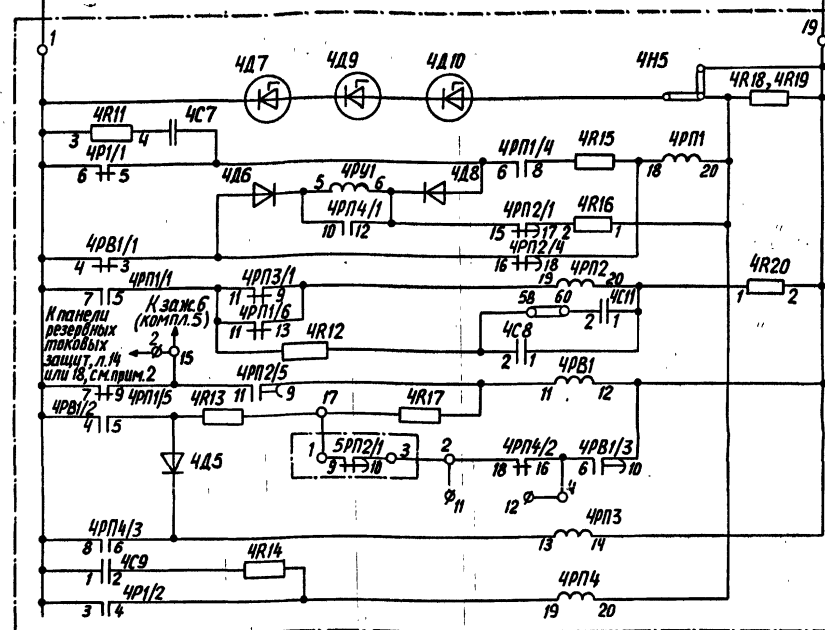 1 19
4Д7 4Д9 4Д10 4Н5
4R18, 4R19
4R11 4С7
3 4
4Р1/1
6 5
4РП1/4 4R15 4РП1
6 8 18 20
4Д6 4РУ1 4Д8
5 6
4РП4/1
10 12
4РП2/1 4R16
15 17 2 1
4РП2/4
16 18
4РВ1/1
4 3
4РП1/1
7 5
4РП3/1
11 9
4РП2
19 20
4R20
1 2
4РП1/6
11 13
58 60 4С11
2 1
4R12 4С8
2 1
К заж.6
(компл.5)
К панели
резервных
токовых
защит, л.14
или 18, см.прим.2
2
15
7 9
4РП1/5
4РП2/5
11 9
4РВ1
11 12
4РВ1/2
4 5
4R13 17 4R17
1 5РП2/1 3
9 10
2
11
4РП4/2
18 16
4РВ1/3
6 10
12 4
4Д5
4РП4/3
8 6
4РП3
13 14
4С9
1 2
4R14
4Р1/2
3 4
4РП4
19 20